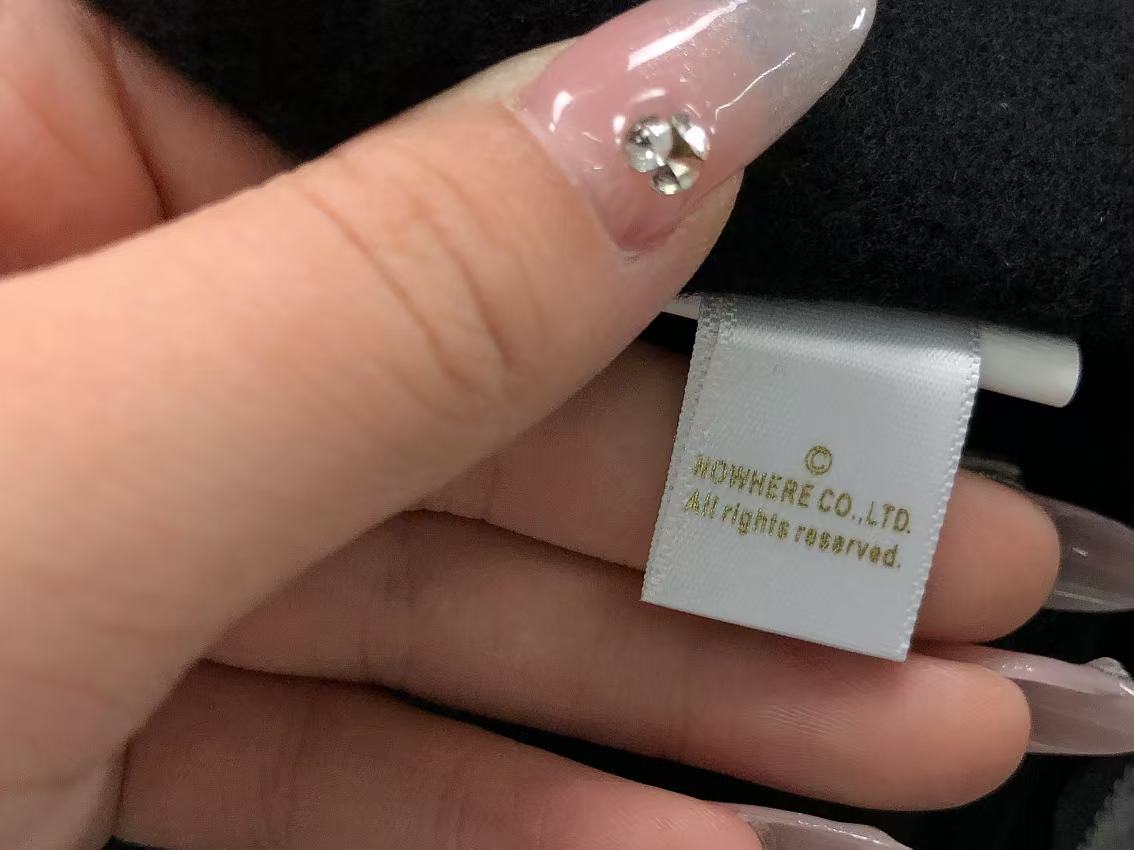 ©
NOWHERE CO.,LTD.
All rights reserved.